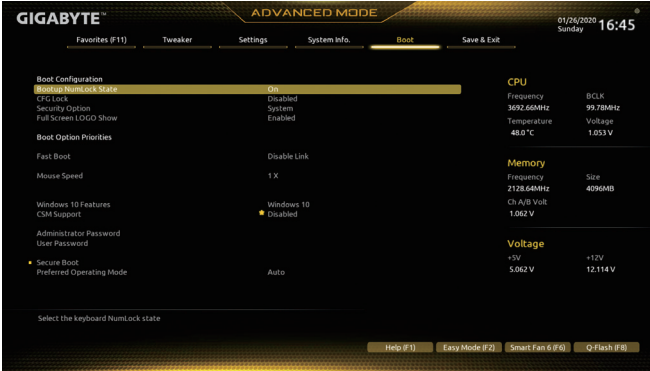 GIGABYTE™
ADVANCED MODE
01/26/2020 Sunday 16:45
Favorites (F11) Tweaker Settings System Info. Boot Save & Exit
Boot Configuration
Bootup NumLock State On
CFG Lock Disabled
Security Option System
Full Screen LOGO Show Enabled
Boot Option Priorities
Fast Boot Disable Link
Mouse Speed 1 X
Windows 10 Features Windows 10
CSM Support Disabled
Administrator Password
User Password
Secure Boot
Preferred Operating Mode Auto
Select the keyboard NumLock state
CPU
Frequency BCLK
3692.66MHz 99.78MHz
Temperature Voltage
48.0 °C 1.053 V
Memory
Frequency Size
2128.64MHz 4096MB
Ch A/B Volt
1.062 V
Voltage
+5V +12V
5.062 V 12.114 V
Help (F1) Easy Mode (F2) Smart Fan 6 (F6) Q-Flash (F8)